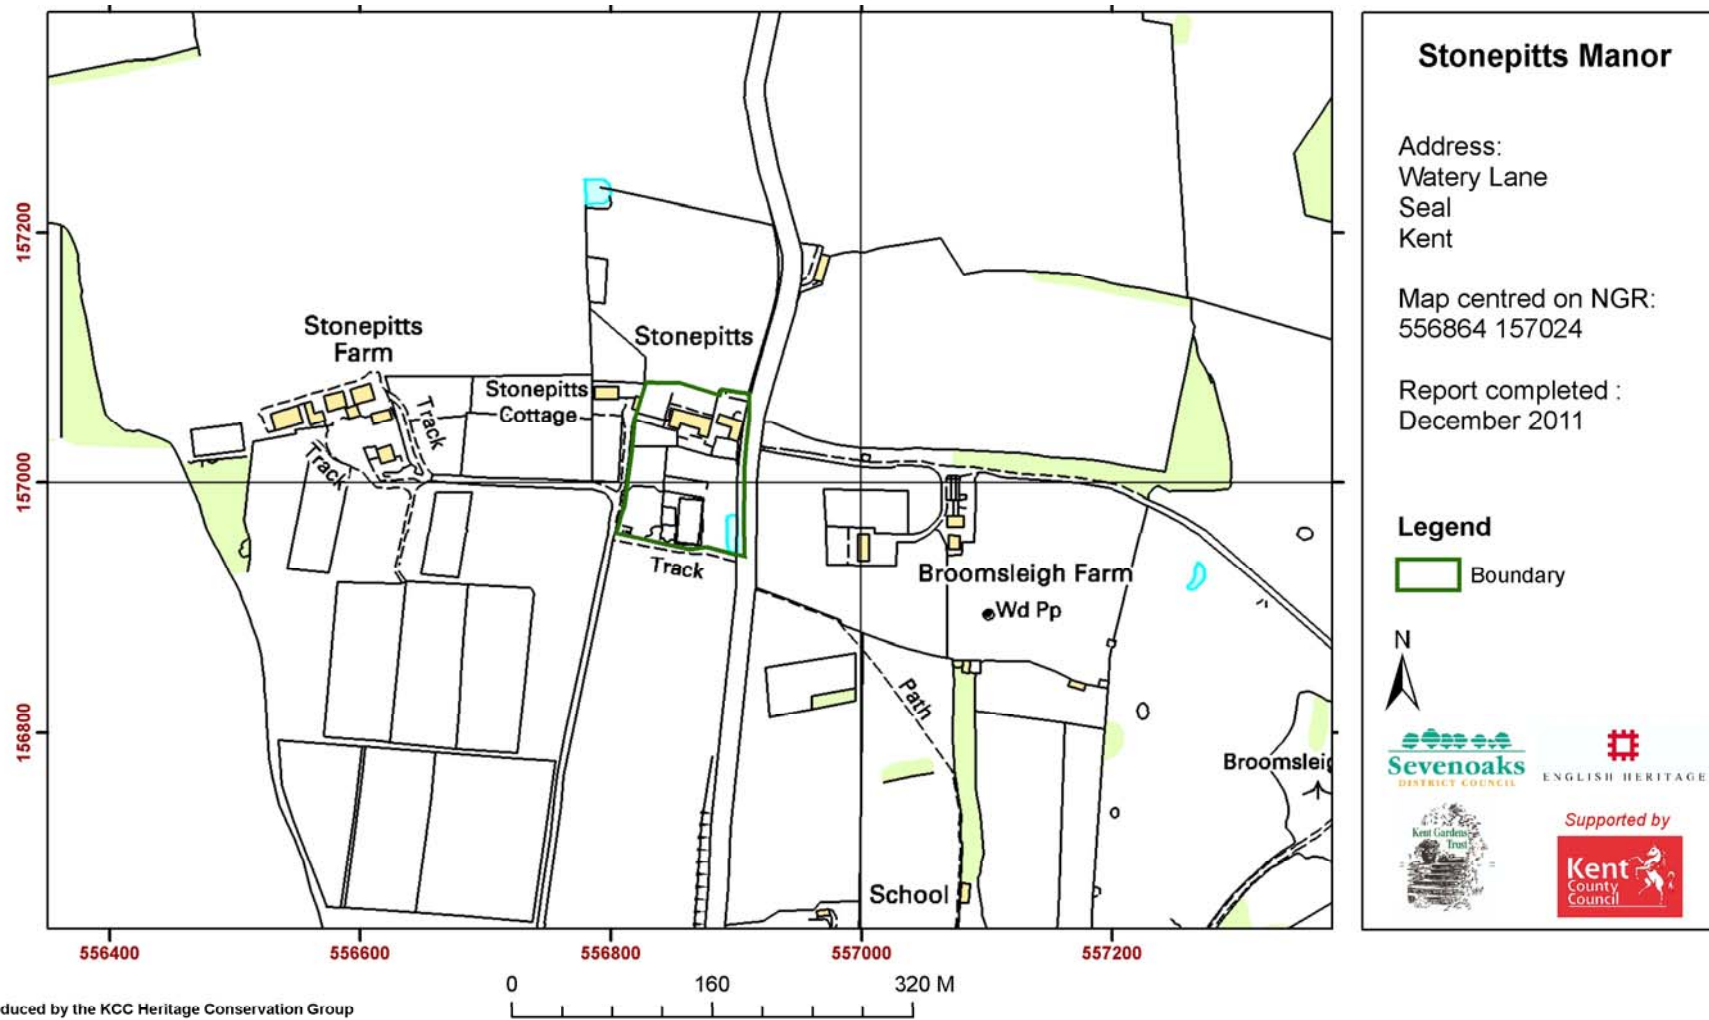 Stonepitts Manor
Address:
Watery Lane
Seal
Kent
Map centred on NGR:
556864 157024
Report completed :
December 2011
Legend
Boundary
N
Sevenoaks
DISTRICT COUNCIL
ENGLISH HERITAGE
Kent Gardens
Trust
Supported by
Kent
County
Council
157200
157000
156800
Stonepitts
Farm
Stonepitts
Stonepitts
Cottage
Track
Track
Track
Broomsleigh Farm
Wd Pp
Path
Broomsleig
School
556400
556600
556800
557000
557200
0 160 320 M
duced by the KCC Heritage Conservation Group